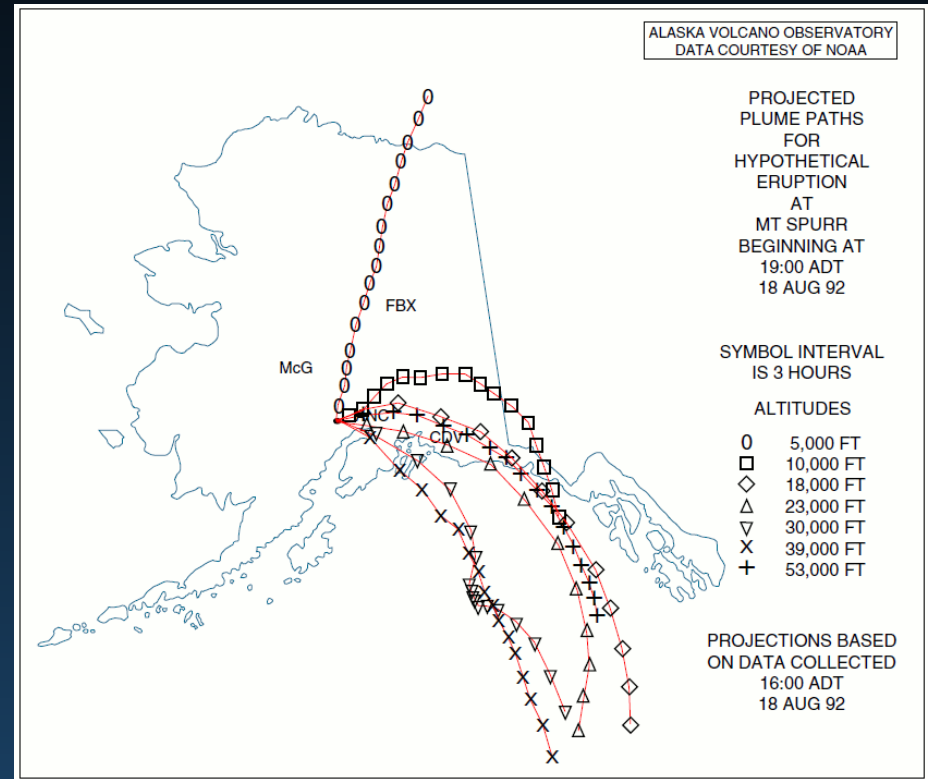 ALASKA VOLCANO OBSERVATORY
DATA COURTESY OF NOAA
PROJECTED
PLUME PATHS
FOR
HYPOTHETICAL
ERUPTION
AT
MT SPURR
BEGINNING AT
19:00 ADT
18 AUG 92
FBX
McG
ANC
CDV
SYMBOL INTERVAL
IS 3 HOURS
ALTITUDES
0 5,000 FT
10,000 FT
18,000 FT
23,000 FT
30,000 FT
X 39,000 FT
+ 53,000 FT
PROJECTIONS BASED
ON DATA COLLECTED
16:00 ADT
18 AUG 92